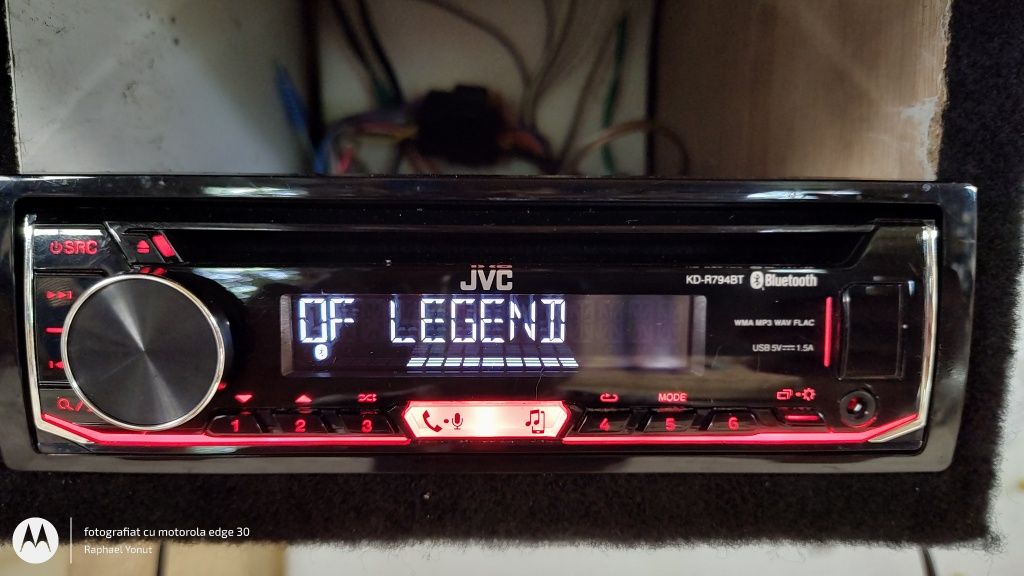 SRC
JVC
KD-R794BT Bluetooth
OF LEGEND
WMA MP3 WAV FLAC
USB 5V⎓1.5A
MODE
1 2 3 4 5 6
fotografiat cu motorola edge 30
Raphael Yonut